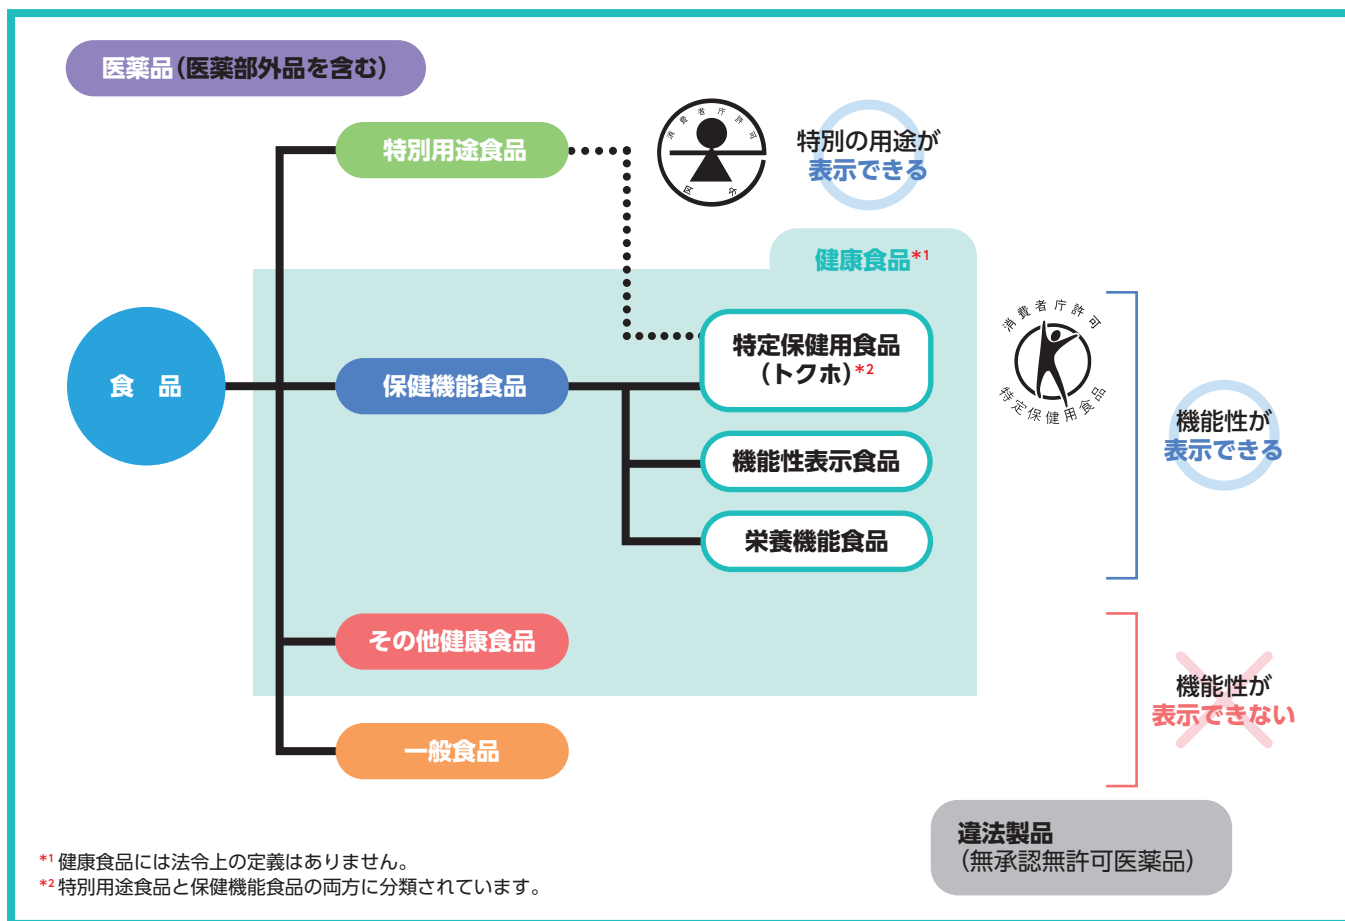 医薬品(医薬部外品を含む)
特別用途食品
消費者庁許可
区分
特別の用途が
表示できる
健康食品*1
食 品
保健機能食品
特定保健用食品
(トクホ)*2
消費者庁許可
特定保健用食品
機能性表示食品
栄養機能食品
機能性が
表示できる
その他健康食品
機能性が
表示できない
一般食品
違法製品
(無承認無許可医薬品)
*1 健康食品には法令上の定義はありません。
*2 特別用途食品と保健機能食品の両方に分類されています。